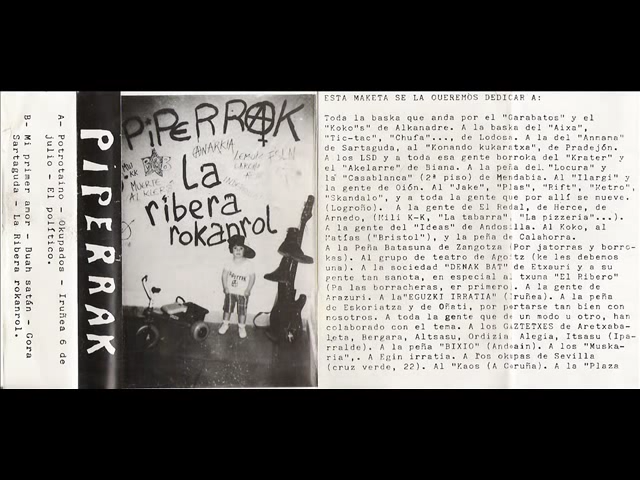 A- Potrotaino - Okupados - Iruñea 6 de
julio - El político.
B- Mi primer amor - Buah satán - Gora
Sartaguda - La Ribera rokanrol.
PiPERRAK
PiPERRAK
ANARKIA
MUERTE
AL
La
ribera
rokanrol
ESTA MAKETA SE LA QUEREMOS DEDICAR A:
Toda la baska que anda por el "Garabatos" y el
"Koko"s" de Alkanadre. A la baska del "Aixa",
"Tic-tac", "Chufa"..., de Lodosa. A la del "Annana"
de Sartaguda, al "Konando kukaratxa", de Pradejón.
A los LSD y a toda esa gente borroka del "Krater" y
el "Akelarre" de Biana. A la peña del "Locura" y
la "Casablanca" (2ª piso) de Mendabia. Al "Ilargi" y
la gente de Oión. Al "Jake", "Plas", "Rift", "Metro",
"Skandalo", y a toda la gente que por allí se mueve.
(Logroño). A la gente de El Redal, de Herce, de
Arnedo, (Mili K-K, "La tabarra", "La pizzeria"...).
A la gente del "Ideas" de Andosilla. Al Koko, al
Matías ("Bristol"), y la peña de Calahorra.
A la Peña Batasuna de Zangotza (Por jatorras y borro-
kas). Al grupo de teatro de Agoitz (ke les debemos
una). A la sociedad "DENAK BAT" de Etxauri y a su
gente tan sanota, en especial al txuna "El Ribero"
(Pa las borracheras, er primero). A la gente de
Arazuri. A la"EGUZKI IRRATIA" (Iruñea). A la peña
de Eskoriatza y de Oñati, por portarse tan bien con
nosotros. A toda la gente que de un modo u otro, han
colaborado con el tema. A los GAZTETXES de Aretxaba-
leta, Bergara, Altsasu, Ordizia, Alegia, Itsasu (Ipa-
rralde). A la peña "BIXIO" (Andoain). A los "Muska-
ria",. A Egin irratia. A los okupas de Sevilla
(cruz verde, 22). Al "Kaos (A Coruña). A la "Plaza